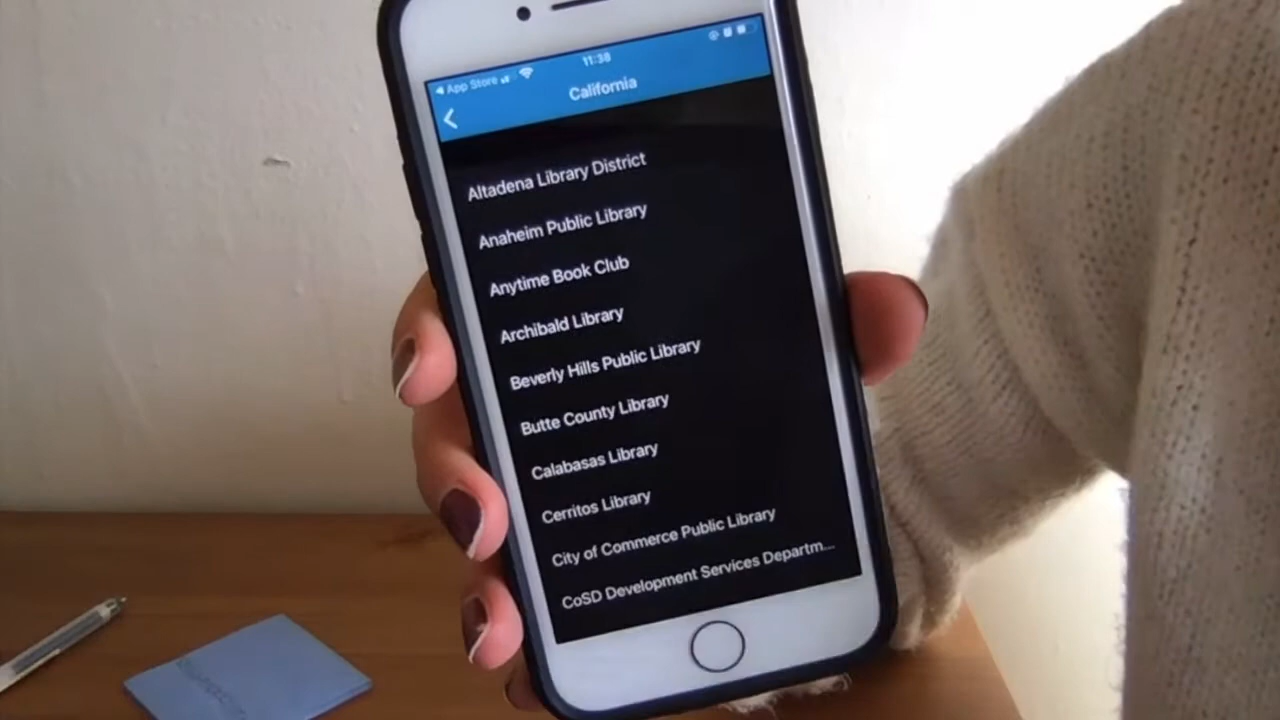 App Store
11:38
California
Altadena Library District
Anaheim Public Library
Anytime Book Club
Archibald Library
Beverly Hills Public Library
Butte County Library
Calabasas Library
Cerritos Library
City of Commerce Public Library
CoSD Development Services Departm...